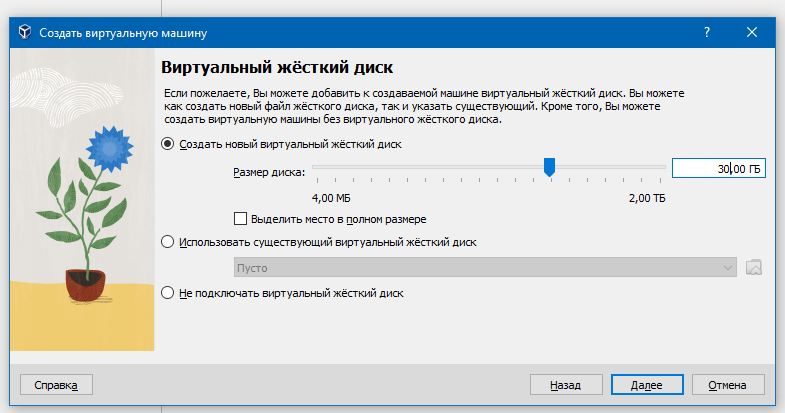 Создать виртуальную машину
Виртуальный жёсткий диск
Если пожелаете, Вы можете добавить к создаваемой машине виртуальный жёсткий диск. Вы можете
как создать новый файл жёсткого диска, так и указать существующий. Кроме того, Вы можете
создать виртуальную машины без виртуального жёсткого диска.
Создать новый виртуальный жёсткий диск
Размер диска:
30,00 ГБ
4,00 МБ
2,00 ТБ
Выделить место в полном размере
Использовать существующий виртуальный жёсткий диск
Пусто
Не подключать виртуальный жёсткий диск
Справка
Назад
Далее
Отмена